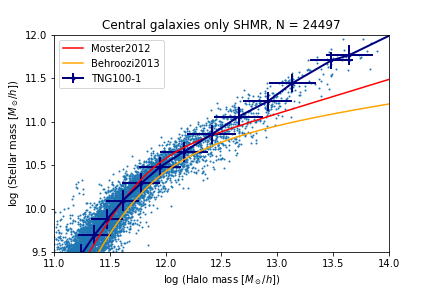 Central galaxies only SHMR, N = 24497
Moster2012
Behroozi2013
TNG100-1
log (Stellar mass [M⊙/h])
12.0
11.5
11.0
10.5
10.0
9.5
11.0 11.5 12.0 12.5 13.0 13.5 14.0
log (Halo mass [M⊙/h])